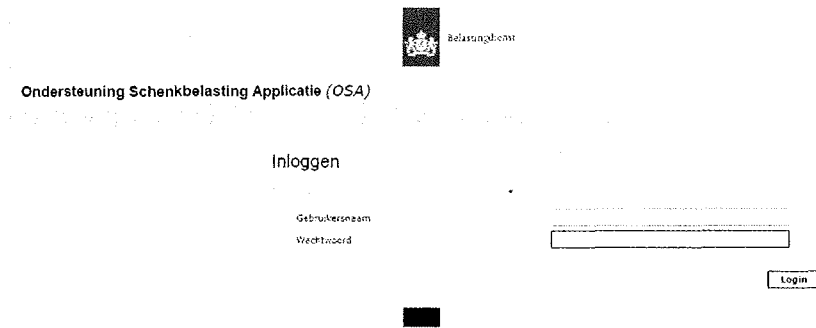 Belastingdienst
Ondersteuning Schenkbelasting Applicatie (OSA)
Inloggen
Gebruikersnaam
Wachtwoord
Login